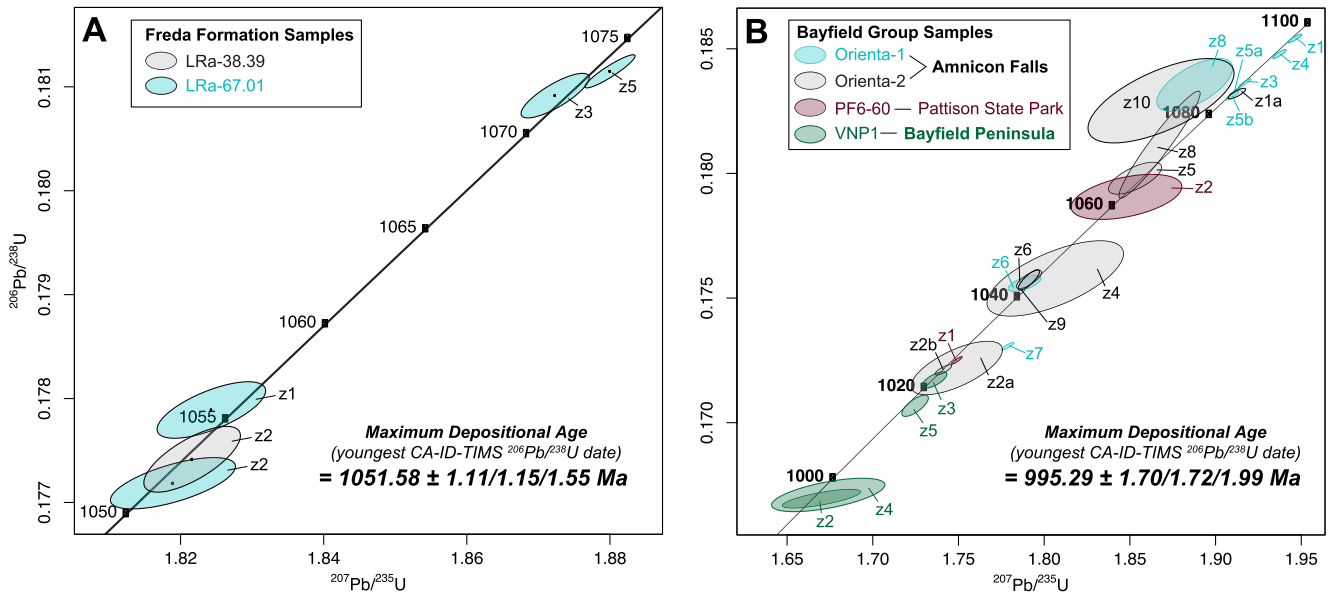 A
Freda Formation Samples
LRa-38.39
LRa-67.01
1075
z5
z3
1070
1065
1060
z1
1055
z2
z2
1050
Maximum Depositional Age
(youngest CA-ID-TIMS ²⁰⁶Pb/²³⁸U date)
= 1051.58 ± 1.11/1.15/1.55 Ma
0.181
0.180
0.179
0.178
0.177
²⁰⁶Pb/²³⁸U
1.82
1.84
1.86
1.88
²⁰⁷Pb/²³⁵U
B
Bayfield Group Samples
Orienta-1
Orienta-2
Amnicon Falls
PF6-60 — Pattison State Park
VNP1 — Bayfield Peninsula
1100
z1
z4
z8
z5a
z3
z1a
z5b
z10
1080
z8
z5
z2
1060
z6
z6
z4
1040
z9
z1
z2b
z7
z2a
1020
z3
z5
1000
z4
z2
Maximum Depositional Age
(youngest CA-ID-TIMS ²⁰⁶Pb/²³⁸U date)
= 995.29 ± 1.70/1.72/1.99 Ma
0.185
0.180
0.175
0.170
1.65
1.70
1.75
1.80
1.85
1.90
1.95
²⁰⁷Pb/²³⁵U